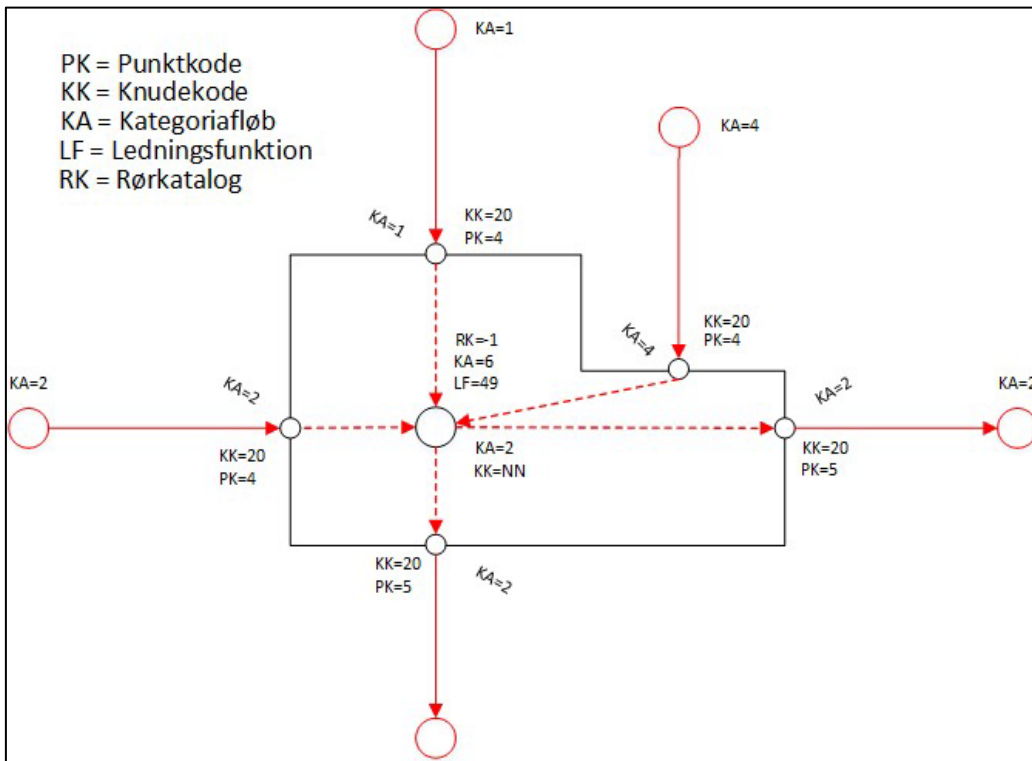 KA=1
PK = Punktkode
KK = Knudekode
KA = Kategoriafløb
LF = Ledningsfunktion
RK = Rørkatalog
KA=4
KA=1
KK=20
PK=4
KK=20
PK=4
KA=4
RK=-1
KA=6
LF=49
KA=2
KA=2
KA=2
KA=2
KK=20
PK=4
KA=2
KK=NN
KK=20
PK=5
KK=20
PK=5
KA=2